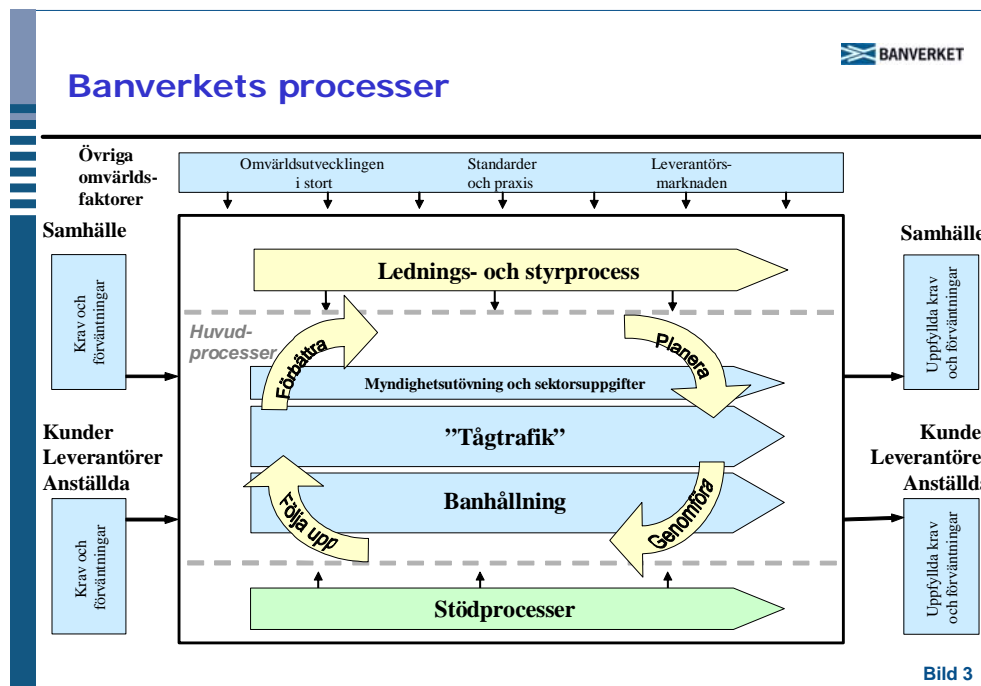 BANVERKET
Banverkets processer
Övriga
omvärlds-
faktorer
Omvärldsutvecklingen
i stort
Standarder
och praxis
Leverantörs-
marknaden
Samhälle
Krav och
förväntningar
Kunder
Leverantörer
Anställda
Krav och
förväntningar
Lednings- och styrprocess
Huvud-
processer
Förbättra
Planera
Myndighetsutövning och sektorsuppgifter
”Tågtrafik”
Banhållning
Följa upp
Genomföra
Stödprocesser
Samhälle
Uppfyllda krav
och förväntningar
Kunde
Leverantöre
Anställda
Uppfyllda krav
och förväntningar
Bild 3